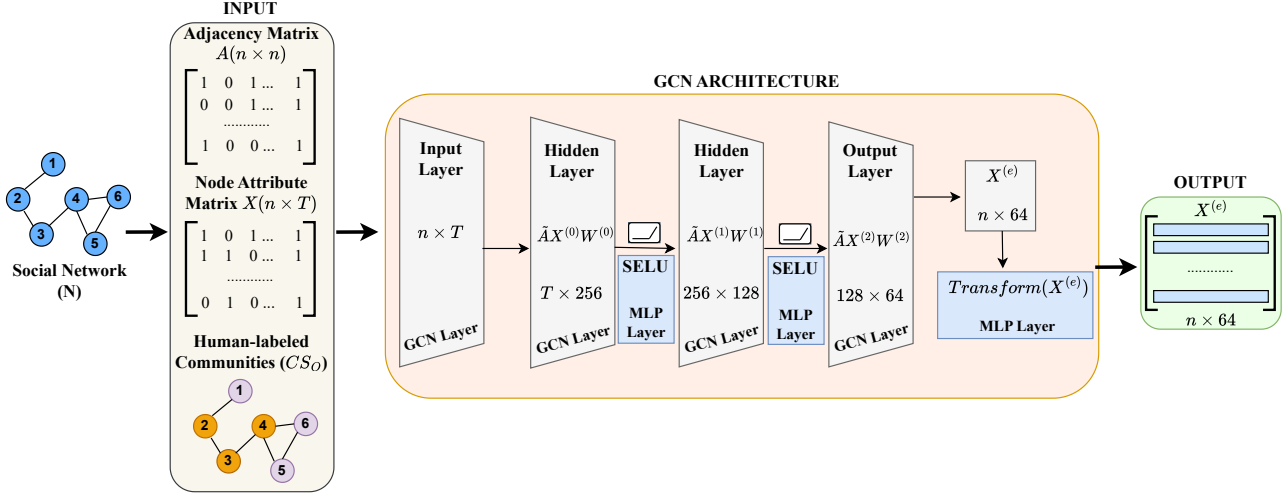 INPUT
Adjacency Matrix
A(n × n)
1 0 1 ... 1
0 0 1 ... 1
............
1 0 0 ... 1
Node Attribute
Matrix X(n × T)
1 0 1 ... 1
1 1 0 ... 1
............
0 1 0 ... 1
Human-labeled
Communities (CS_O)
1
2
4
6
3
5
1
2
4
6
3
5
Social Network
(N)
GCN ARCHITECTURE
Input
Layer
n × T
GCN Layer
Hidden
Layer
ÃX^(0)W^(0)
T × 256
GCN Layer
SELU
MLP
Layer
Hidden
Layer
ÃX^(1)W^(1)
256 × 128
GCN Layer
SELU
MLP
Layer
Output
Layer
ÃX^(2)W^(2)
128 × 64
GCN Layer
X^(e)
n × 64
Transform(X^(e))
MLP Layer
OUTPUT
X^(e)
............
n × 64